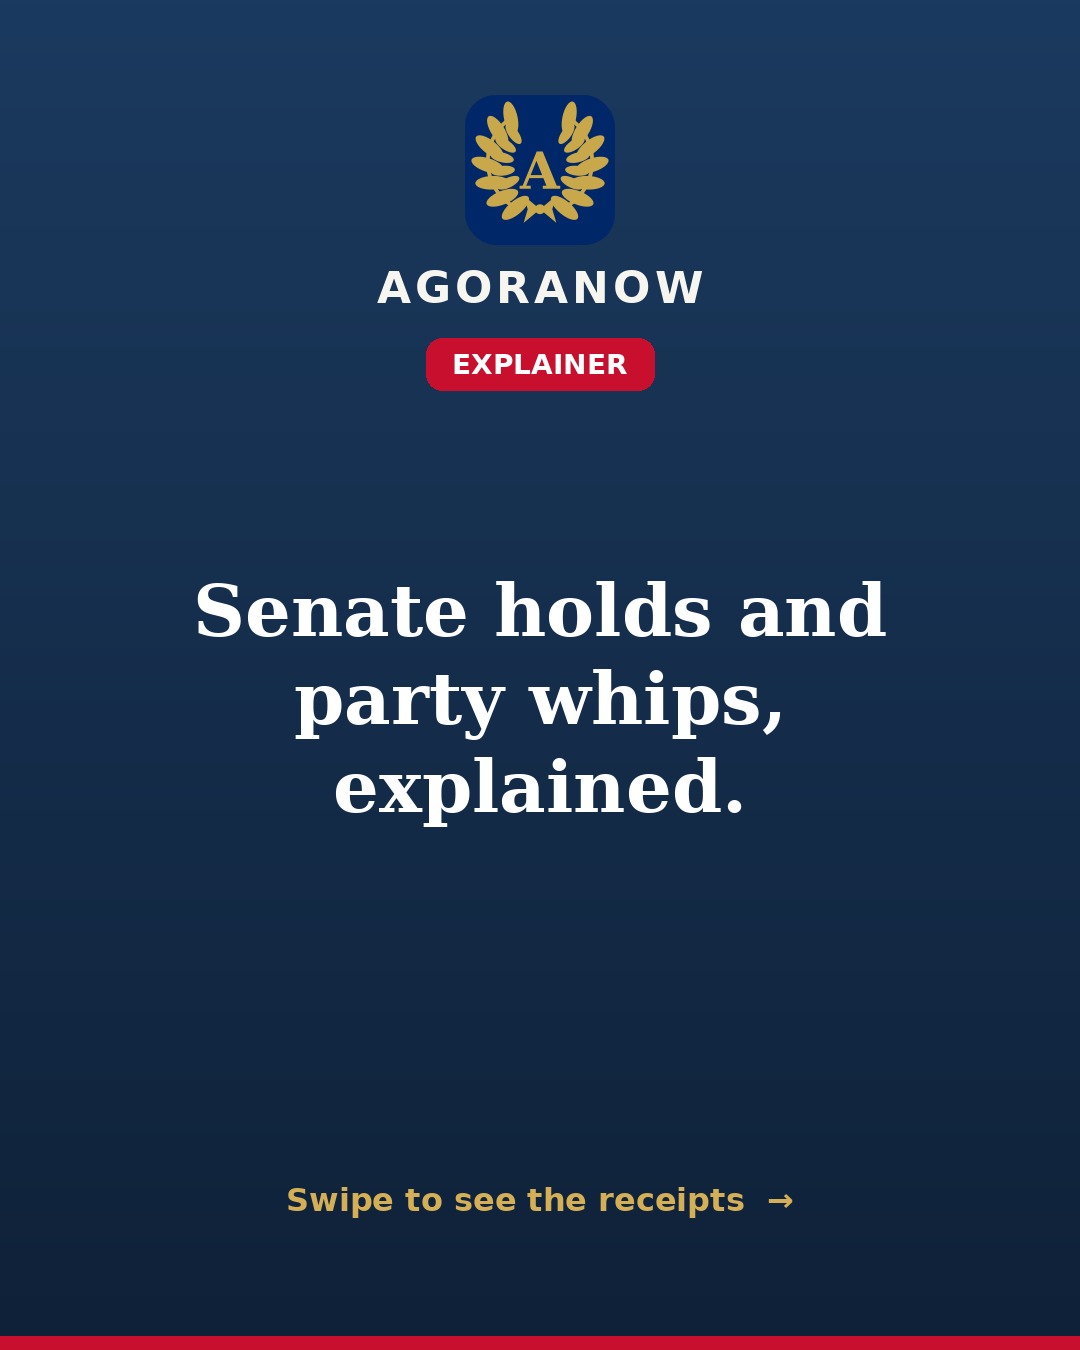 A
AGORANOW
EXPLAINER
Senate holds and
party whips,
explained.
Swipe to see the receipts →